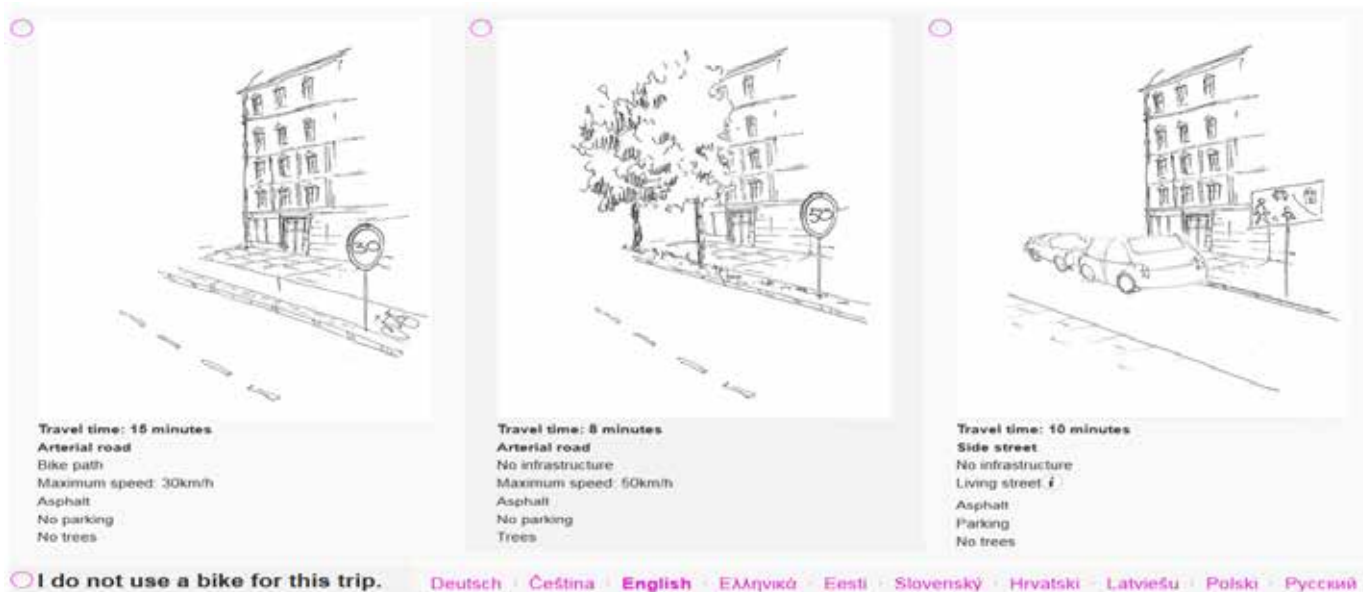 30
50
Travel time: 15 minutes
Arterial road
Bike path
Maximum speed: 30km/h
Asphalt
No parking
No trees
Travel time: 8 minutes
Arterial road
No infrastructure
Maximum speed: 50km/h
Asphalt
No parking
Trees
Travel time: 10 minutes
Side street
No infrastructure
Living street i
Asphalt
Parking
No trees
I do not use a bike for this trip.
Deutsch · Čeština · English · Ελληνικά · Eesti · Slovenský · Hrvatski · Latviešu · Polski · Русский